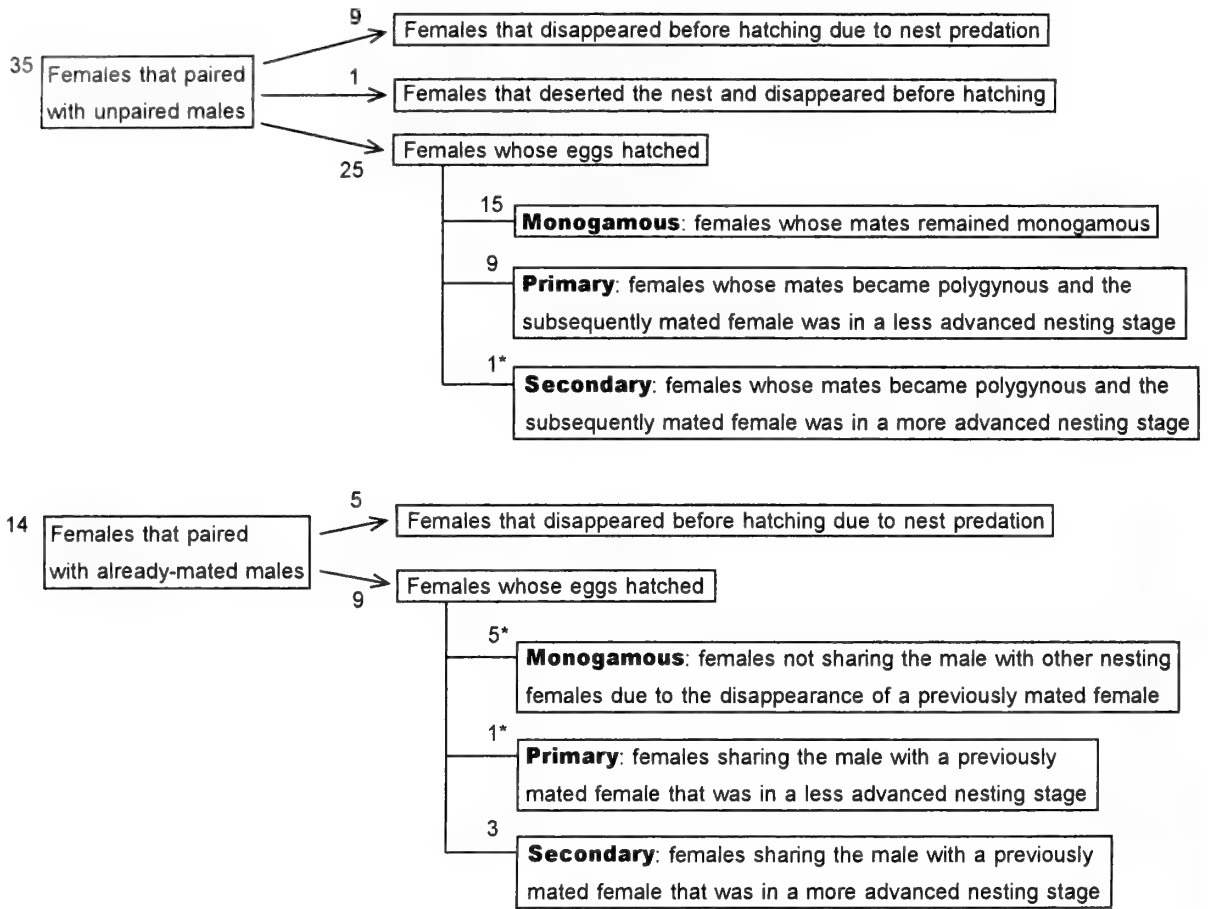 9
Females that disappeared before hatching due to nest predation
35
Females that paired
with unpaired males
1
Females that deserted the nest and disappeared before hatching
Females whose eggs hatched
25
15
Monogamous: females whose mates remained monogamous
9
Primary: females whose mates became polygynous and the
subsequently mated female was in a less advanced nesting stage
1*
Secondary: females whose mates became polygynous and the
subsequently mated female was in a more advanced nesting stage
5
Females that disappeared before hatching due to nest predation
14
Females that paired
with already-mated males
Females whose eggs hatched
9
5*
Monogamous: females not sharing the male with other nesting
females due to the disappearance of a previously mated female
1*
Primary: females sharing the male with a previously
mated female that was in a less advanced nesting stage
3
Secondary: females sharing the male with a previously
mated female that was in a more advanced nesting stage